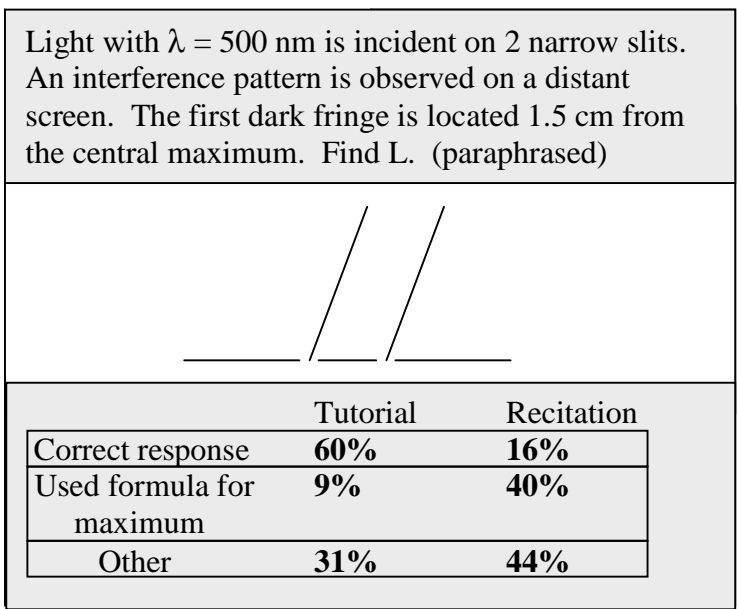 Light with λ = 500 nm is incident on 2 narrow slits.
An interference pattern is observed on a distant
screen. The first dark fringe is located 1.5 cm from
the central maximum. Find L. (paraphrased)
Tutorial Recitation
Correct response 60% 16%
Used formula for 9% 40%
maximum
Other 31% 44%